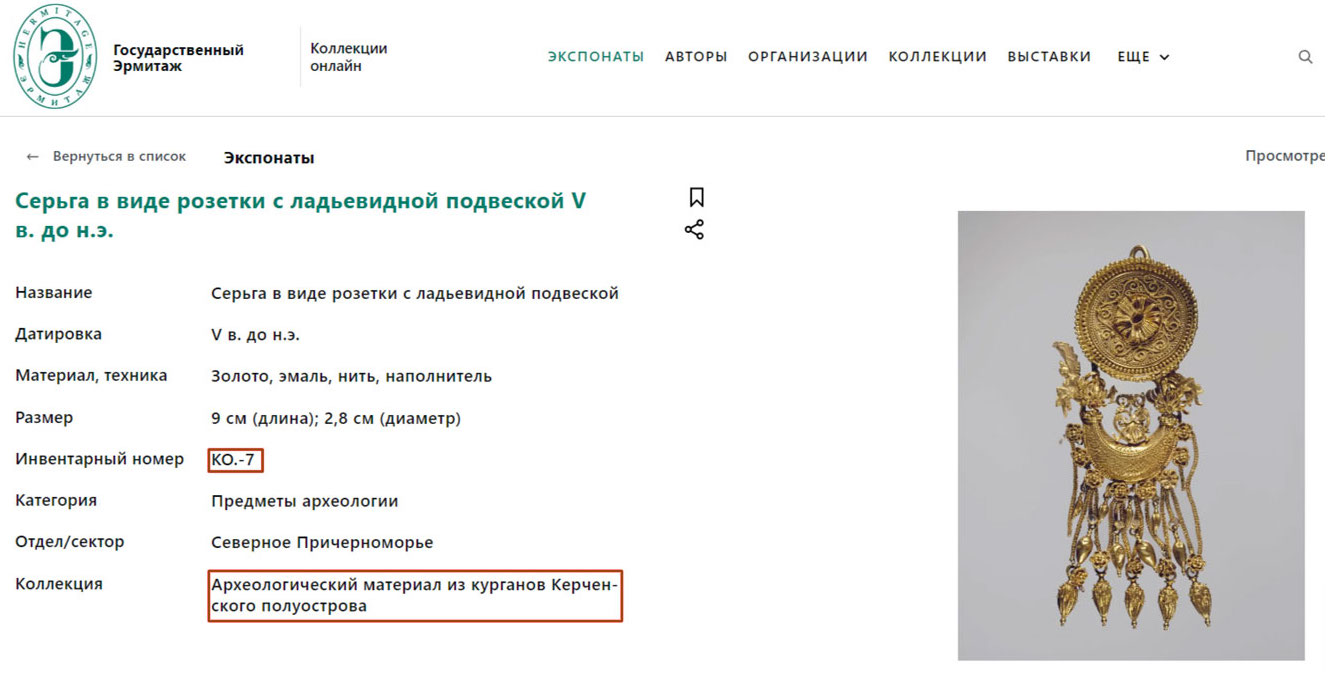 HERMITAGE
ЭРМИТАЖ
Государственный
Эрмитаж
Коллекции
онлайн
ЭКСПОНАТЫ АВТОРЫ ОРГАНИЗАЦИИ КОЛЛЕКЦИИ ВЫСТАВКИ ЕЩЕ
← Вернуться в список Экспонаты Просмотре
Серьга в виде розетки с ладьевидной подвеской V
в. до н.э.
Название Серьга в виде розетки с ладьевидной подвеской
Датировка V в. до н.э.
Материал, техника Золото, эмаль, нить, наполнитель
Размер 9 см (длина); 2,8 см (диаметр)
Инвентарный номер КО.-7
Категория Предметы археологии
Отдел/сектор Северное Причерноморье
Коллекция Археологический материал из курганов Керчен-
ского полуострова